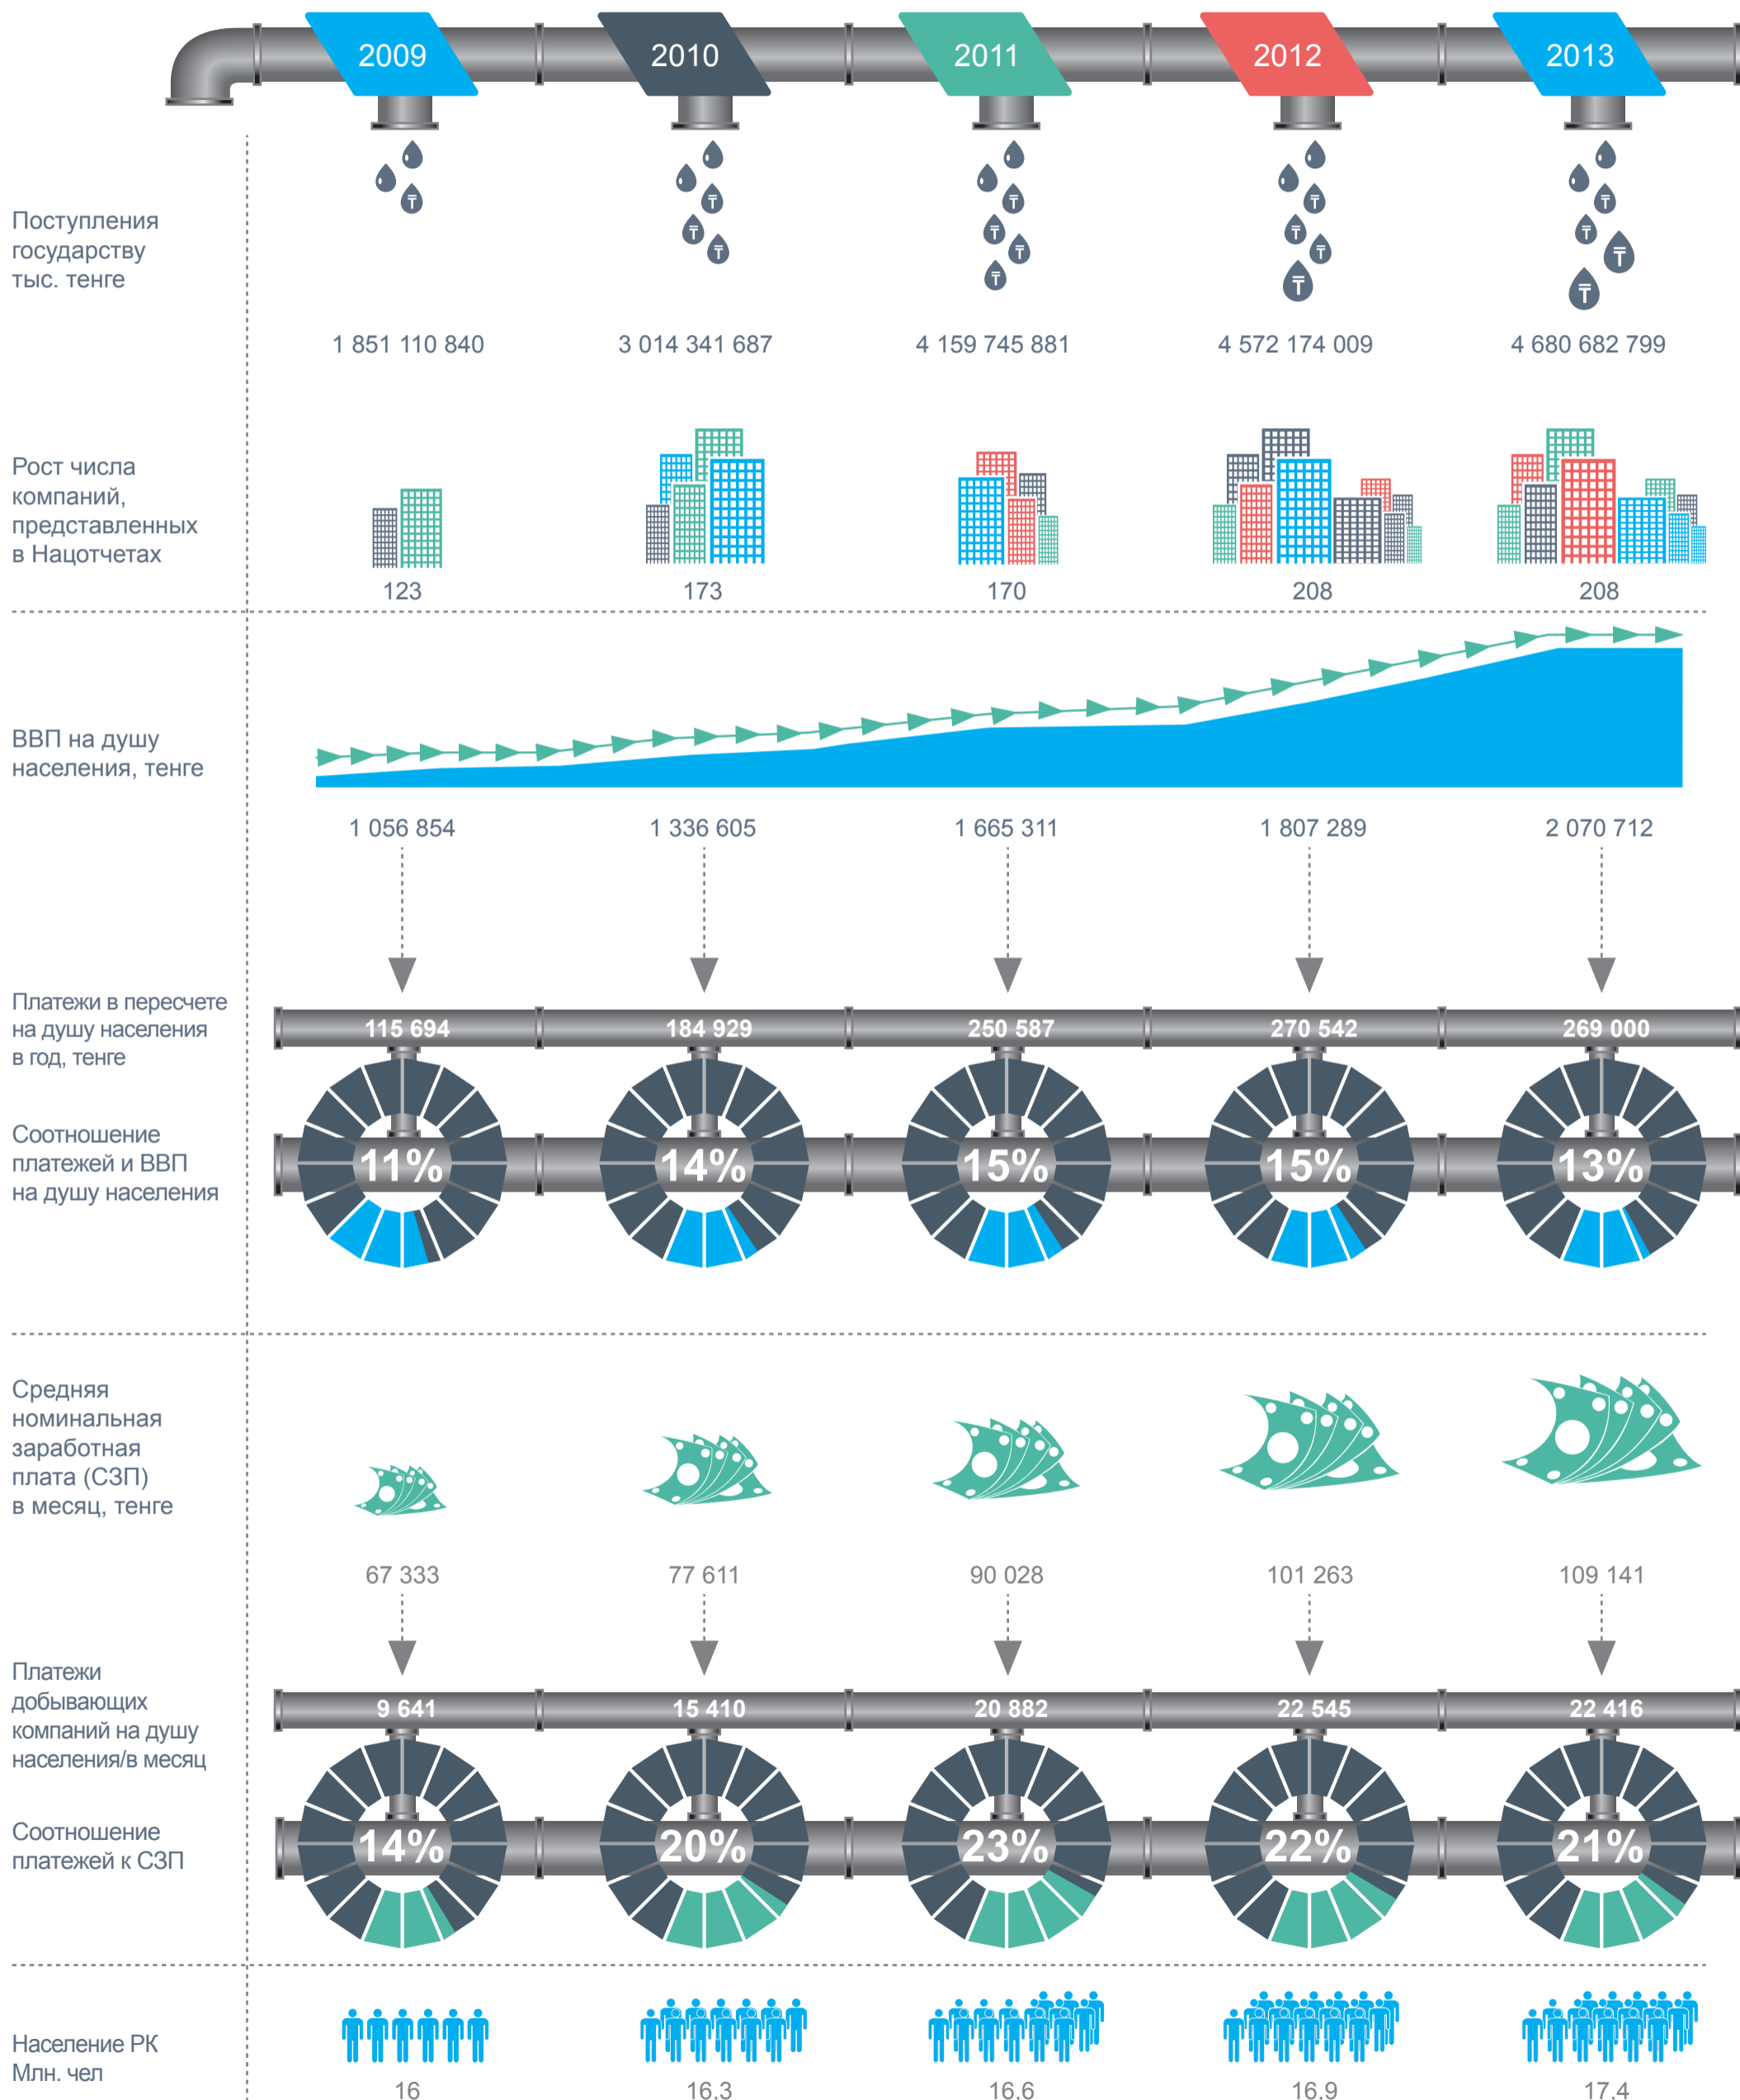 2009 2010 2011 2012 2013
Поступления
государству
тыс. тенге
1 851 110 840 3 014 341 687 4 159 745 881 4 572 174 009 4 680 682 799
Рост числа
компаний,
представленных
в Нацотчетах
123 173 170 208 208
ВВП на душу
населения, тенге
1 056 854 1 336 605 1 665 311 1 807 289 2 070 712
Платежи в пересчете
на душу населения
в год, тенге
115 694 184 929 250 587 270 542 269 000
Соотношение
платежей и ВВП
на душу населения
11% 14% 15% 15% 13%
Средняя
номинальная
заработная
плата (СЗП)
в месяц, тенге
67 333 77 611 90 028 101 263 109 141
Платежи
добывающих
компаний на душу
населения/в месяц
9 641 15 410 20 882 22 545 22 416
Соотношение
платежей к СЗП
14% 20% 23% 22% 21%
Население РК
Млн. чел
16 16,3 16,6 16,9 17,4